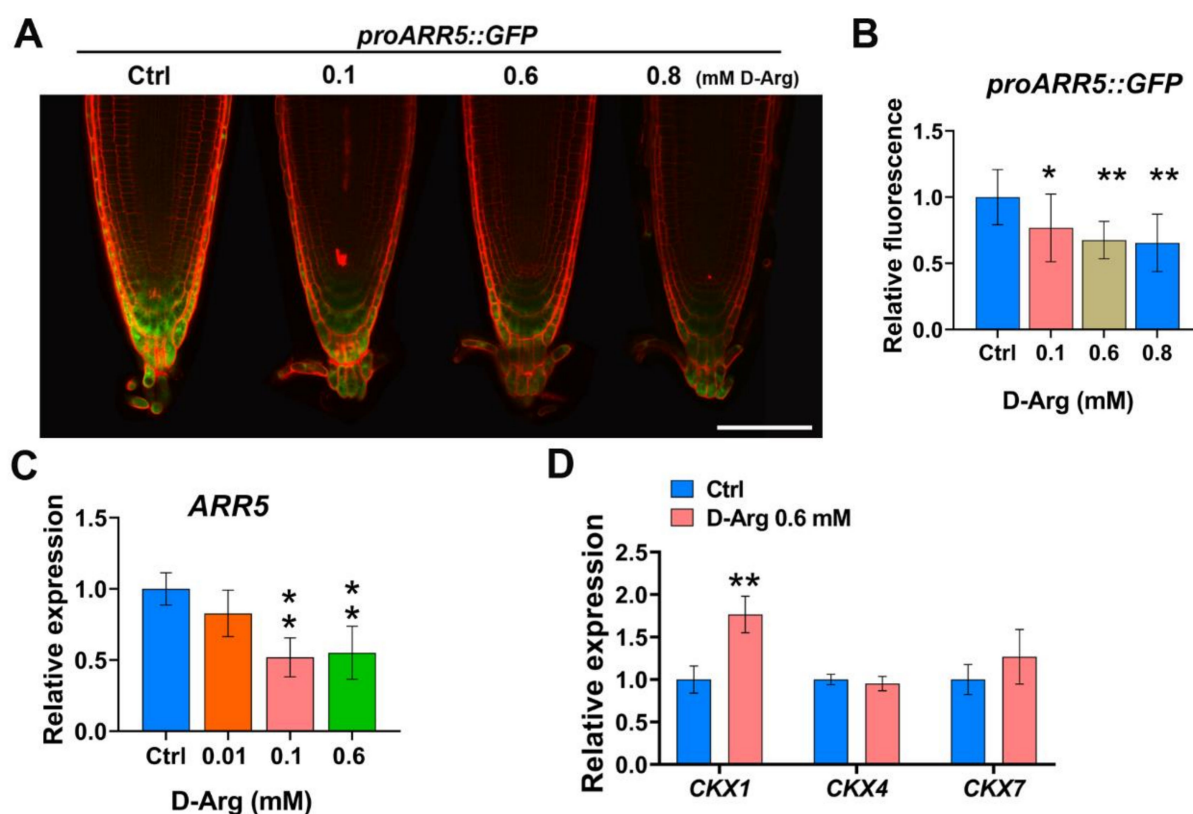 A
proARR5::GFP
Ctrl 0.1 0.6 0.8 (mM D-Arg)
B
proARR5::GFP
Relative fluorescence
1.5
1.0
0.5
0.0
* ** **
Ctrl 0.1 0.6 0.8
D-Arg (mM)
C
ARR5
Relative expression
1.5
1.0
0.5
0.0
** **
Ctrl 0.01 0.1 0.6
D-Arg (mM)
D
Ctrl
D-Arg 0.6 mM
Relative expression
2.5
2.0
1.5
1.0
0.5
0.0
**
CKX1 CKX4 CKX7